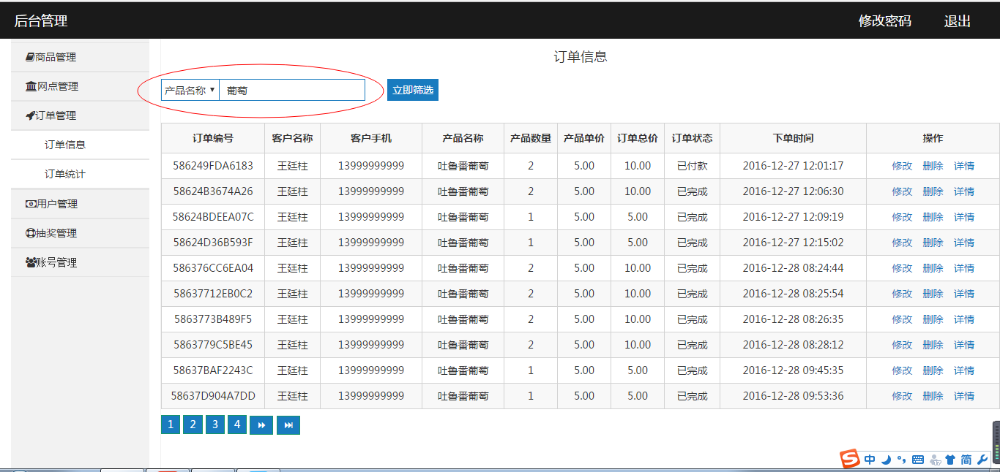 后台管理 修改密码 退出
商品管理
网点管理
订单管理
订单信息
订单统计
用户管理
抽奖管理
账号管理
订单信息
产品名称 葡萄 立即筛选
订单编号 客户名称 客户手机 产品名称 产品数量 产品单价 订单总价 订单状态 下单时间 操作
586249FDA6183 王廷柱 13999999999 吐鲁番葡萄 2 5.00 10.00 已付款 2016-12-27 12:01:17 修改 删除 详情
58624B3674A26 王廷柱 13999999999 吐鲁番葡萄 2 5.00 10.00 已完成 2016-12-27 12:06:30 修改 删除 详情
58624BDEEA07C 王廷柱 13999999999 吐鲁番葡萄 1 5.00 5.00 已完成 2016-12-27 12:09:19 修改 删除 详情
58624D36B593F 王廷柱 13999999999 吐鲁番葡萄 1 5.00 5.00 已完成 2016-12-27 12:15:02 修改 删除 详情
586376CC6EA04 王廷柱 13999999999 吐鲁番葡萄 2 5.00 10.00 已完成 2016-12-28 08:24:44 修改 删除 详情
58637712EB0C2 王廷柱 13999999999 吐鲁番葡萄 2 5.00 10.00 已完成 2016-12-28 08:25:54 修改 删除 详情
5863773B489F5 王廷柱 13999999999 吐鲁番葡萄 2 5.00 10.00 已完成 2016-12-28 08:26:35 修改 删除 详情
5863779C5BE45 王廷柱 13999999999 吐鲁番葡萄 2 5.00 10.00 已完成 2016-12-28 08:28:12 修改 删除 详情
58637BAF2243C 王廷柱 13999999999 吐鲁番葡萄 1 5.00 5.00 已完成 2016-12-28 09:45:35 修改 删除 详情
58637D904A7DD 王廷柱 13999999999 吐鲁番葡萄 1 5.00 5.00 已完成 2016-12-28 09:53:36 修改 删除 详情
1 2 3 4
S 中 简